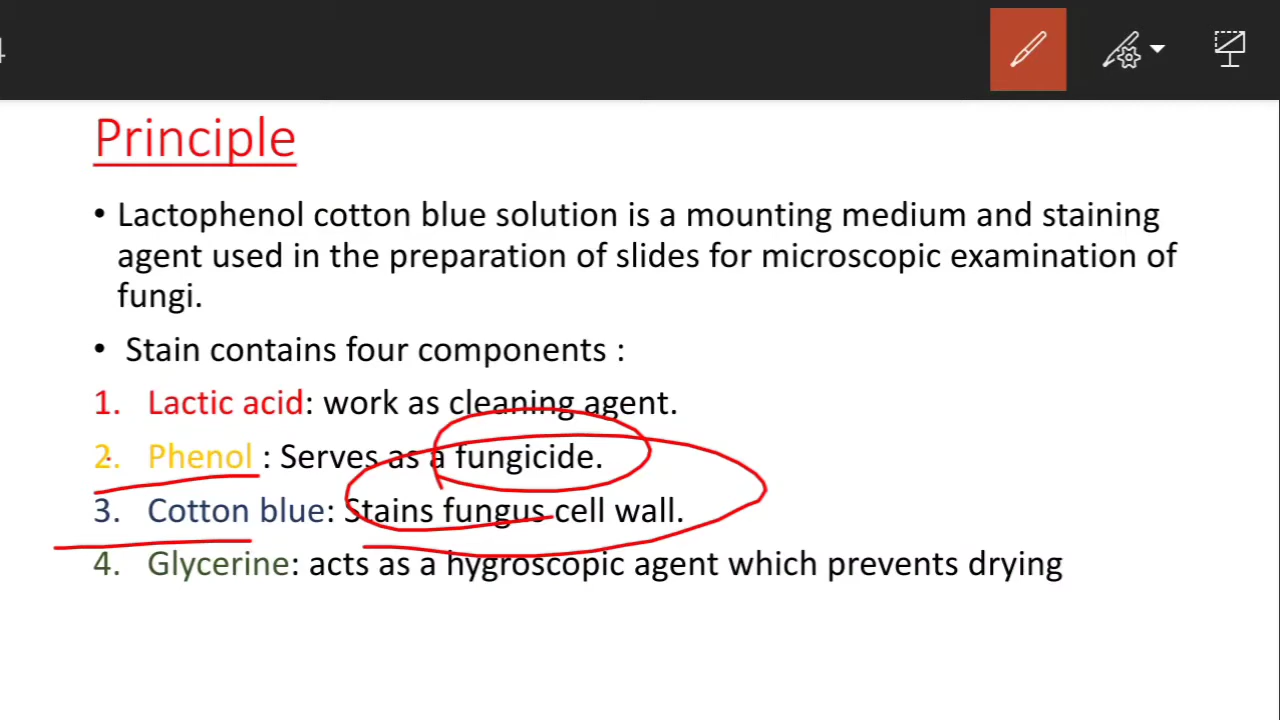 4
Principle
• Lactophenol cotton blue solution is a mounting medium and staining
agent used in the preparation of slides for microscopic examination of
fungi.
• Stain contains four components :
1. Lactic acid: work as cleaning agent.
2. Phenol : Serves as a fungicide.
3. Cotton blue: Stains fungus cell wall.
4. Glycerine: acts as a hygroscopic agent which prevents drying